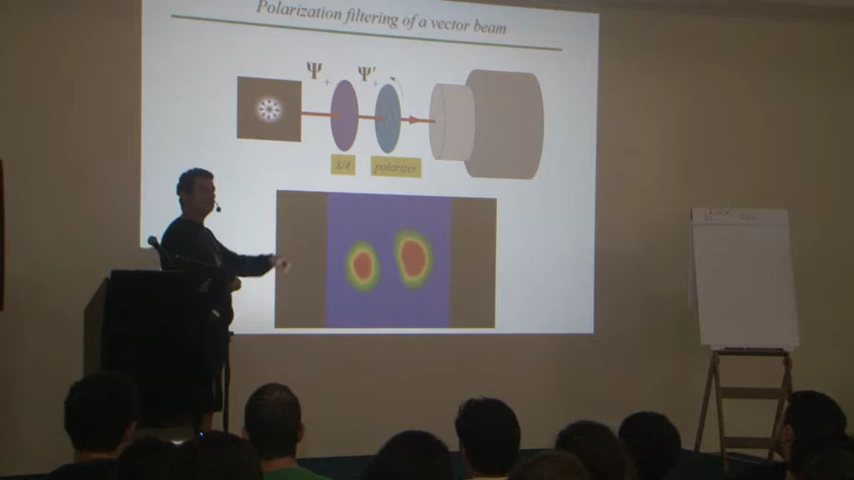 Polarization filtering of a vector beam
Ψ+ Ψ'
λ/4 polarizer